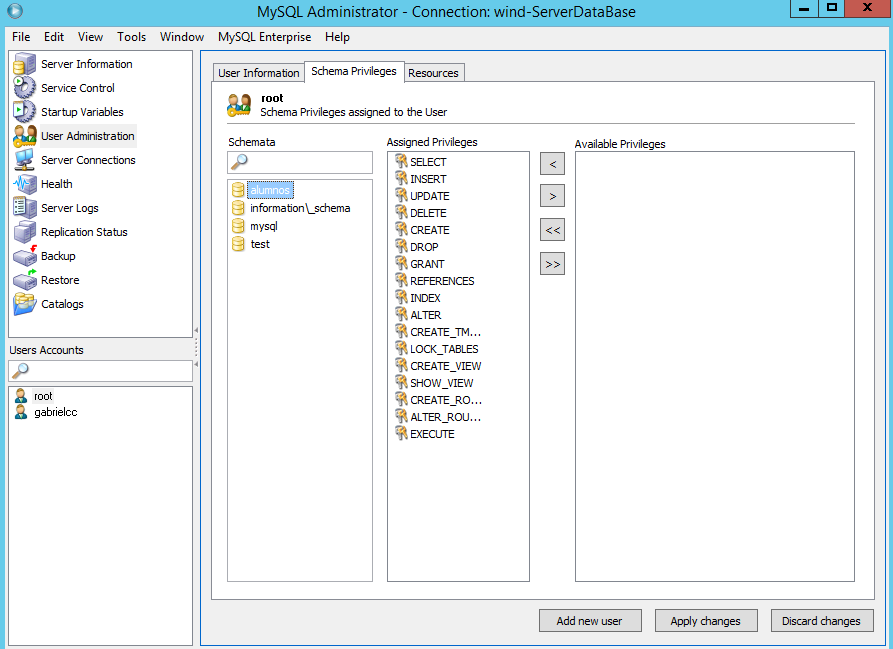 MySQL Administrator - Connection: wind-ServerDataBase
File Edit View Tools Window MySQL Enterprise Help
Server Information
Service Control
Startup Variables
User Administration
Server Connections
Health
Server Logs
Replication Status
Backup
Restore
Catalogs
Users Accounts
root
gabrielcc
User Information Schema Privileges Resources
root
Schema Privileges assigned to the User
Schemata
alumnos
information\_schema
mysql
test
Assigned Privileges
SELECT
INSERT
UPDATE
DELETE
CREATE
DROP
GRANT
REFERENCES
INDEX
ALTER
CREATE_TM...
LOCK_TABLES
CREATE_VIEW
SHOW_VIEW
CREATE_RO...
ALTER_ROU...
EXECUTE
<
>
<<
>>
Available Privileges
Add new user Apply changes Discard changes